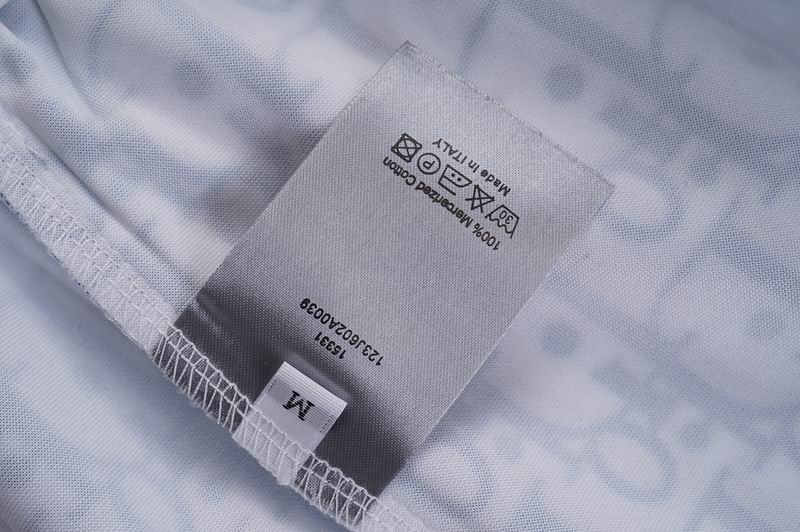 M
15331
123J602A0039
100% Mercerized Cotton
30 P
Made in ITALY